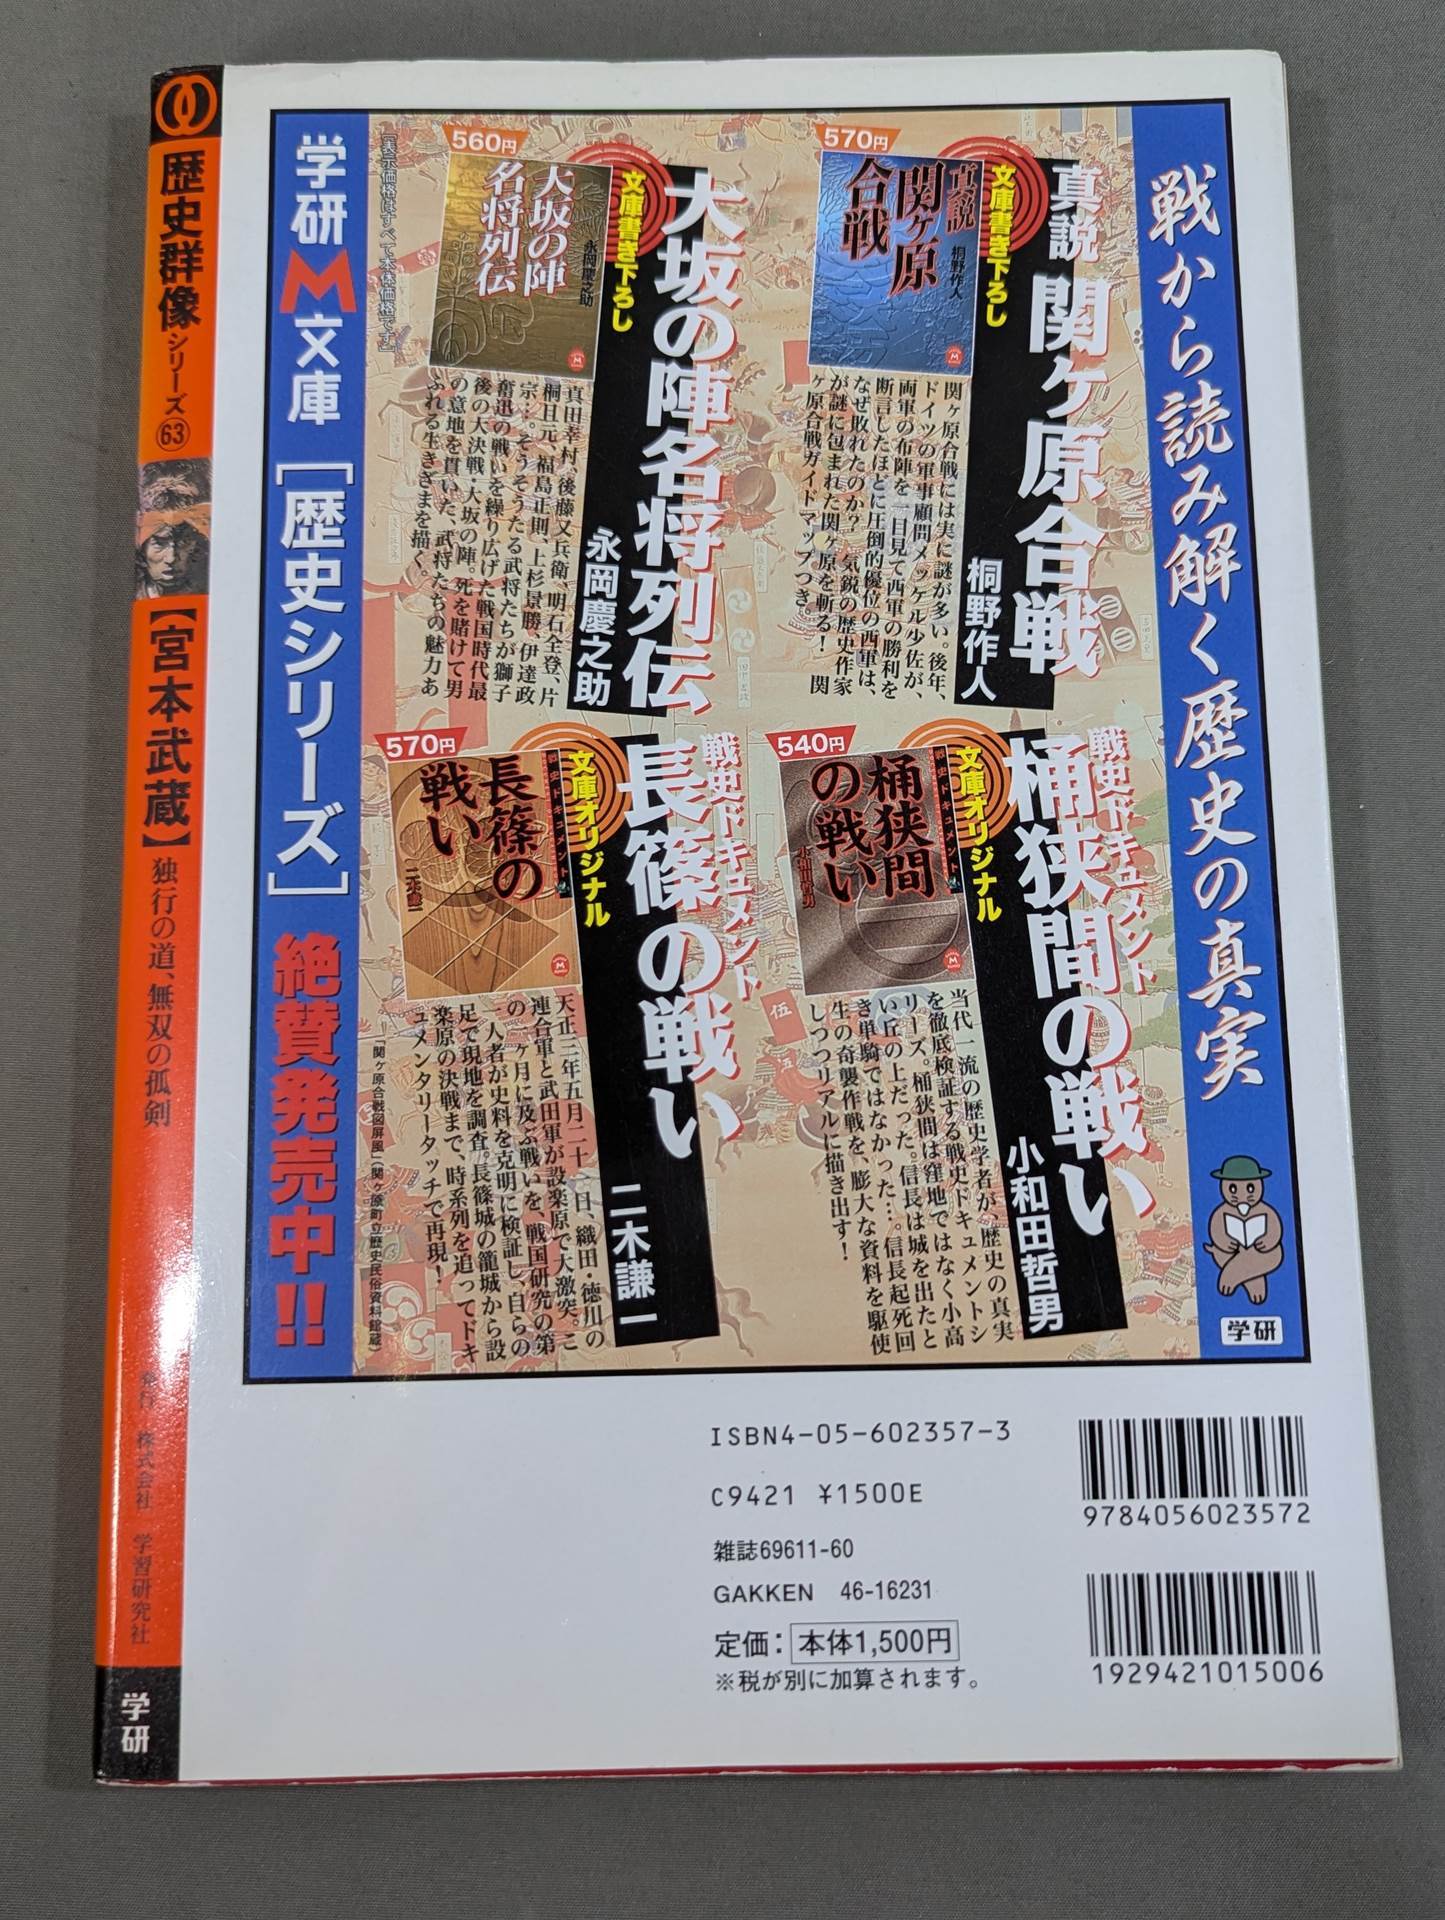 歴史群像シリーズ㊿63
【宮本武蔵】独行の道、無双の孤剣
発行 株式会社 学習研究社
学研
戦から読み解く歴史の真実
学研
570円
真説
関ヶ原
合戦
桐野作人
文庫書き下ろし
真説 関ヶ原合戦
桐野作人
関ヶ原合戦には実に謎が多い。後年、
ドイツの軍事顧問メッケル少佐が、
両軍の布陣を一目見て西軍の勝利を
断言したほどに圧倒的優位の西軍は、
なぜ敗れたのか？ 気鋭の歴史作家
が謎に包まれた関ヶ原を斬る！ 関
ヶ原合戦ガイドマップつき。
560円
大坂の陣
名将列伝
永岡慶之助
文庫書き下ろし
大坂の陣名将列伝
永岡慶之助
真田幸村、後藤又兵衛、明石全登、片
桐且元、福島正則、上杉景勝、伊達政
宗…。そうそうたる武将たちが獅子
奮迅の戦いを繰り広げた戦国時代最
後の大決戦・大坂の陣。死を賭けて男
の意地を貫いた、武将たちの魅力あ
ふれる生きざまを描く。
540円
戦史ドキュメント
桶狭間
の戦い
小和田哲男
文庫オリジナル
戦史ドキュメント
桶狭間の戦い
小和田哲男
当代一流の歴史学者が、歴史の真実
を徹底検証する戦史ドキュメントシ
リーズ。桶狭間は窪地ではなく小高
い丘の上だった。信長は城を出たと
き単騎ではなかった…。信長起死回
生の奇襲作戦を、膨大な資料を駆使
しつつリアルに描き出す！
570円
戦史ドキュメント
長篠の
戦い
二木謙一
文庫オリジナル
戦史ドキュメント
長篠の戦い
二木謙一
天正三年五月二十一日、織田・徳川の
連合軍と武田軍が設楽原で大激突。こ
の一ヶ月に及ぶ戦いを、戦国研究の第
一人者が史料を克明に検証し、自らの
足で現地を調査。長篠城の籠城から設
楽原の決戦まで、時系列を追ってドキ
ュメンタリータッチで再現！
「関ヶ原合戦図屏風」（関ヶ原町立歴史民俗資料館蔵）
［表示価格はすべて本体価格です］
学研M文庫［歴史シリーズ］絶賛発売中!!
ISBN4-05-602357-3
C9421 ¥1500E
雑誌69611-60
GAKKEN 46-16231
定価：本体1,500円
※税が別に加算されます。
9784056023572
1929421015006